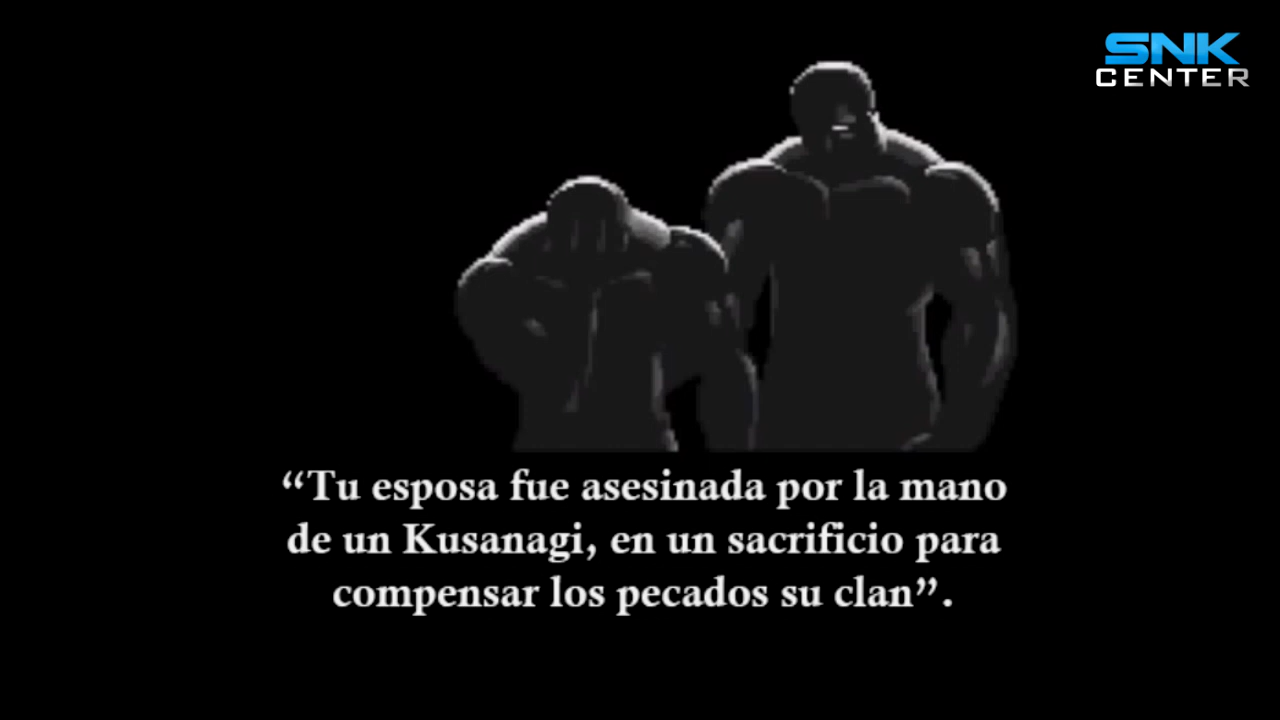 SNK
CENTER
“Tu esposa fue asesinada por la mano
de un Kusanagi, en un sacrificio para
compensar los pecados su clan”.